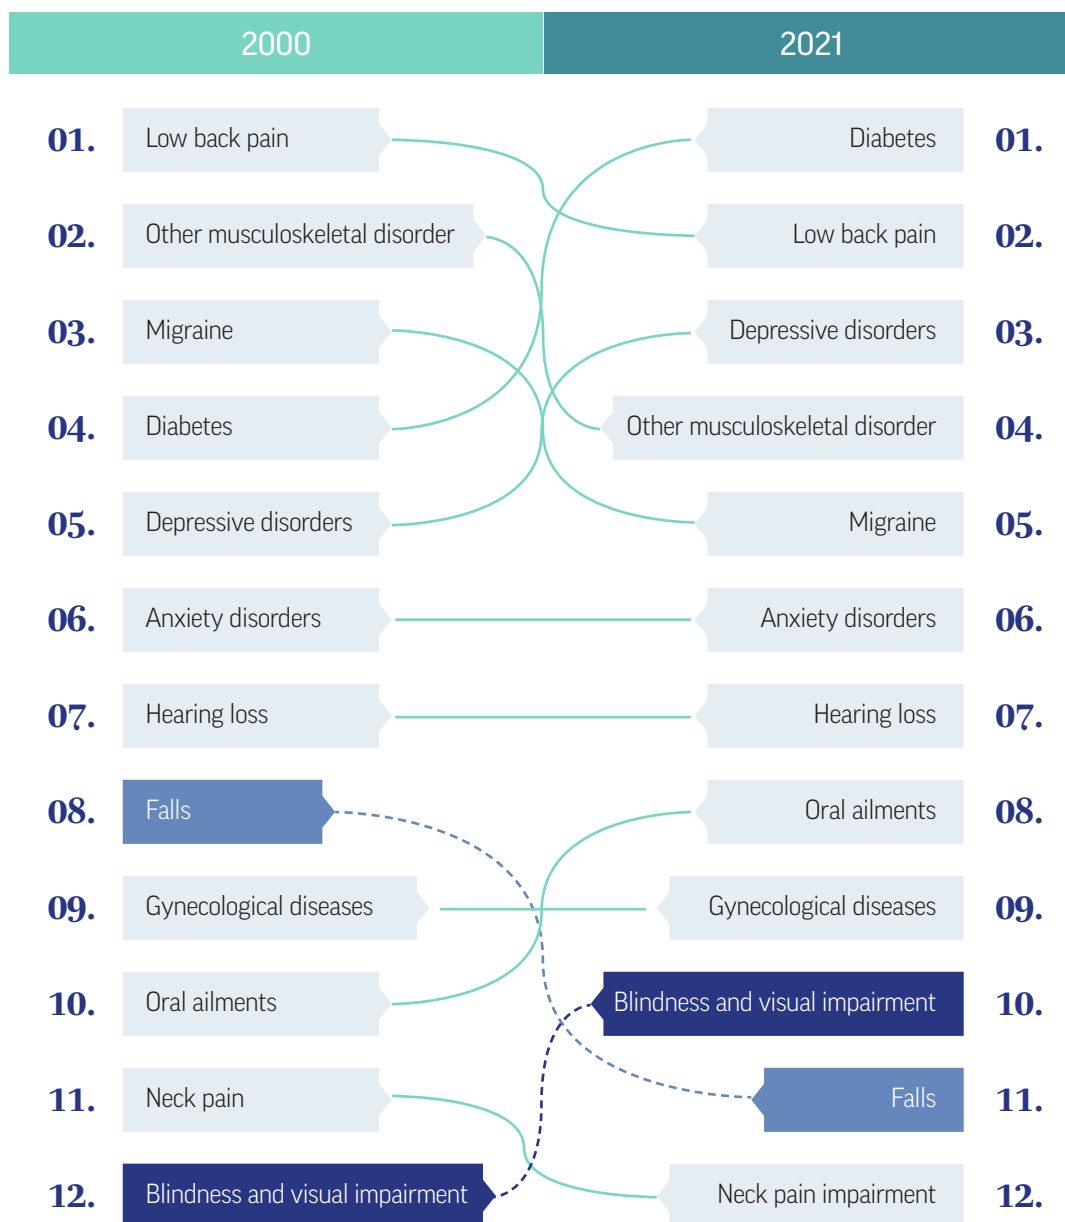 2000 2021
01. Low back pain Diabetes 01.
02. Other musculoskeletal disorder Low back pain 02.
03. Migraine Depressive disorders 03.
04. Diabetes Other musculoskeletal disorder 04.
05. Depressive disorders Migraine 05.
06. Anxiety disorders Anxiety disorders 06.
07. Hearing loss Hearing loss 07.
08. Falls Oral ailments 08.
09. Gynecological diseases Gynecological diseases 09.
10. Oral ailments Blindness and visual impairment 10.
11. Neck pain Falls 11.
12. Blindness and visual impairment Neck pain impairment 12.